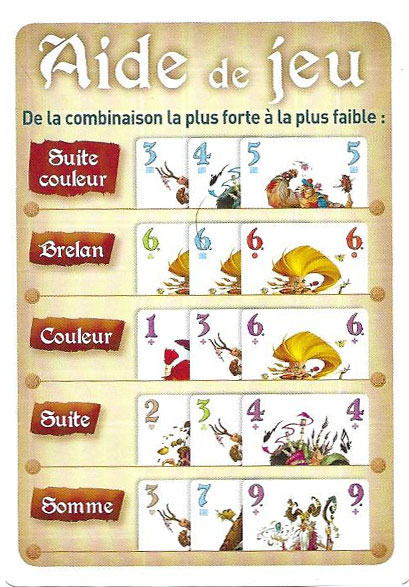 Aide de jeu
De la combinaison la plus forte à la plus faible :
Suite
couleur
3 4 5 5
Brelan
6 6 6 6
Couleur
1 3 6 6
Suite
2 3 4 4
Somme
3 7 9 9